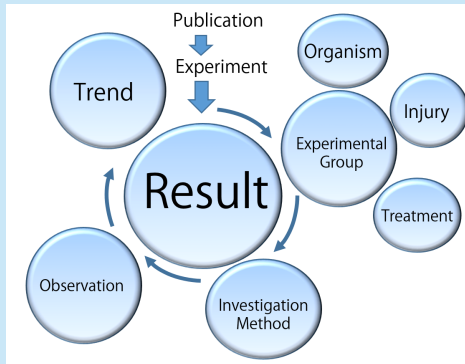 Publication
Experiment
Organism
Trend
Injury
Experimental
Group
Result
Treatment
Observation
Investigation
Method